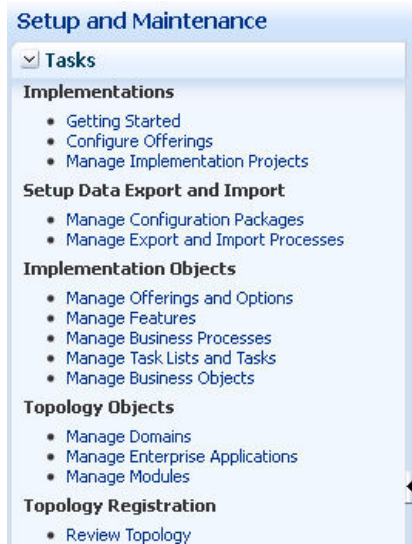 Setup and Maintenance
Tasks
Implementations
• Getting Started
• Configure Offerings
• Manage Implementation Projects
Setup Data Export and Import
• Manage Configuration Packages
• Manage Export and Import Processes
Implementation Objects
• Manage Offerings and Options
• Manage Features
• Manage Business Processes
• Manage Task Lists and Tasks
• Manage Business Objects
Topology Objects
• Manage Domains
• Manage Enterprise Applications
• Manage Modules
Topology Registration
• Review Topology